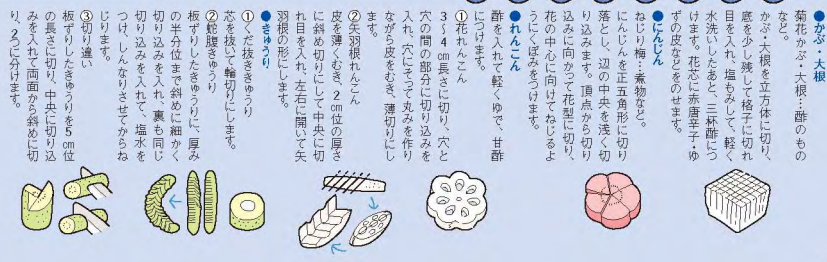 ●かぶ・大根
菊花かぶ・大根…酢のもの
など。
かぶ・大根を立方体に切り、
底を少し残して格子に切れ
目を入れ、塩もみして、軽く
水洗いしたあと、三杯酢につ
けます。花芯に赤唐辛子・ゆ
ずの皮などをのせます。
●にんじん
ねじり梅…煮物など。
にんじんを正五角形に切り
落とし、辺の中央を浅く切
り込みます。頂点から切り
込みに向かって花型に切り、
花の中心に向けてねじるよ
うにくぼみをつけます。
●れんこん
酢を入れて軽くゆで、甘酢
につけます。
①花れんこん
3〜4㎝長さに切り、穴と
穴の間の部分に切り込みを
入れ、穴にそって丸みを作り
ながら皮をむき、薄切りにし
ます。
②矢羽根れんこん
皮を薄くむき、2㎝位の厚さ
に斜め切りにして中央に切
れ目を入れ、左右に開いて矢
羽根の形にします。
●きゅうり
①くだ抜ききゅうり
芯を抜いて輪切りにします。
②蛇腹きゅうり
板ずりしたきゅうりに、厚み
の半分位まで斜めに細かく
切り込みを入れ、裏も同じ
切り込みを入れて、塩水を
つけ、しんなりさせてからね
じります。
③切り違い
板ずりしたきゅうりを5㎝位
の長さに切り、中央に切り込
みを入れて両面から斜めに切
り、2つに分けます。